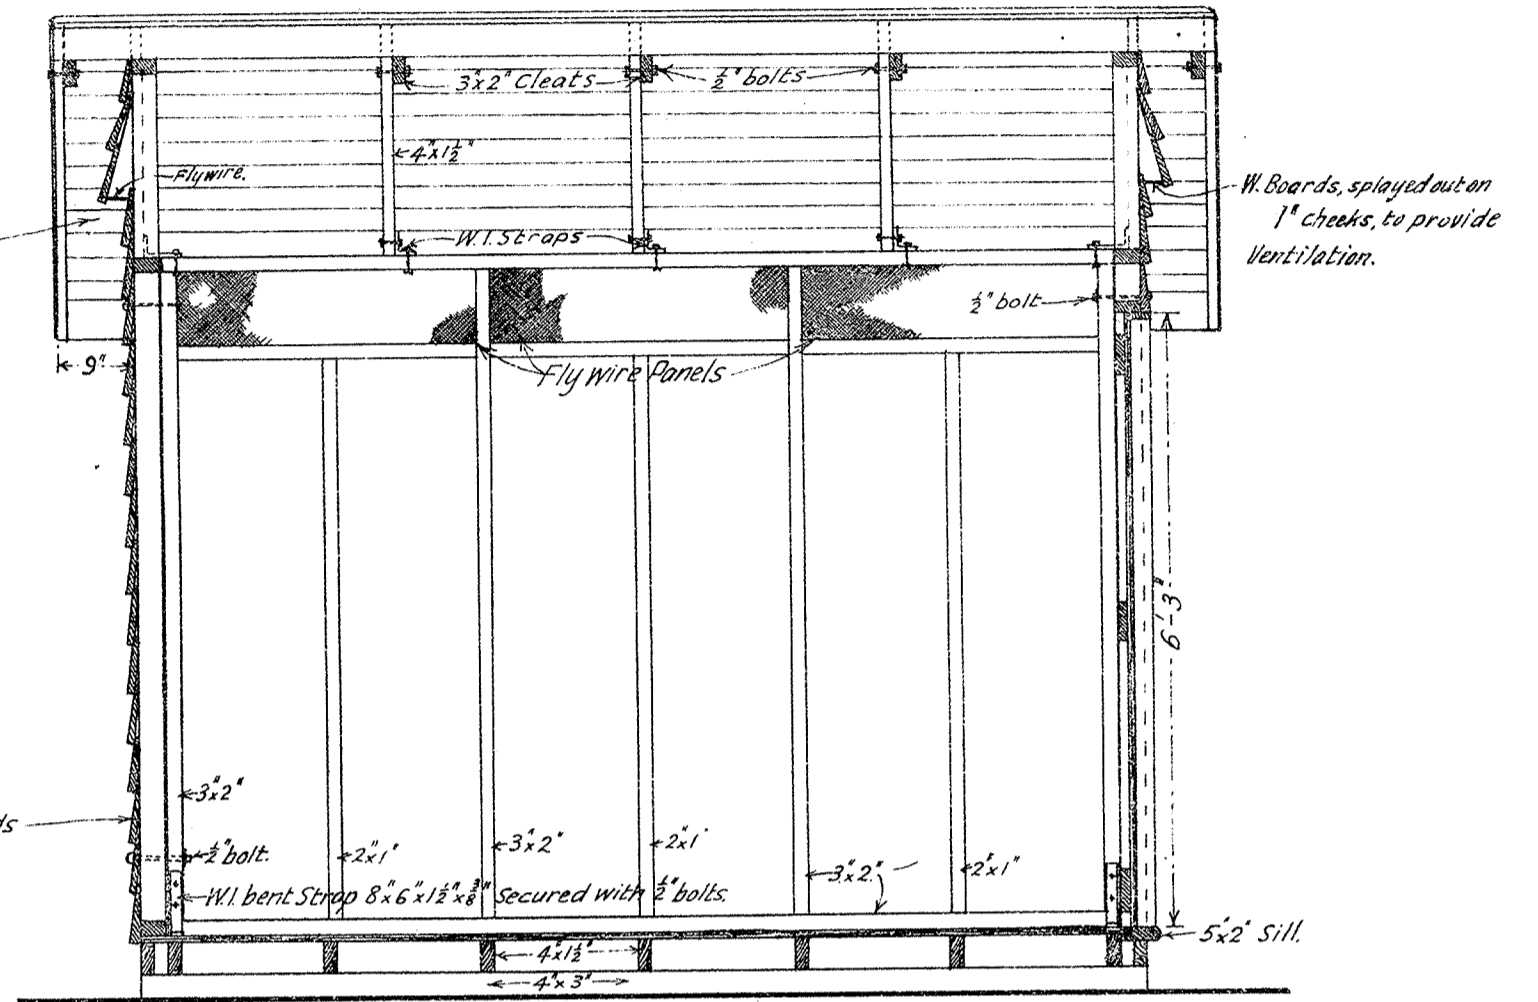 3"x2" Cleats
½" bolts
4"x1½"
Flywire.
W. Boards, splayed out on
1" cheeks, to provide
Ventilation.
W.I. Straps
½" bolt
9"
Fly wire Panels
6'-3"
3"x2"
ds
½" bolt.
2"x1"
3"x2"
2"x1"
3"x2"
2"x1"
W.I. bent Strap 8"x6"x1½"x⅜" Secured with ½" bolts.
5"x2" Sill.
4"x1½"
4"x3"